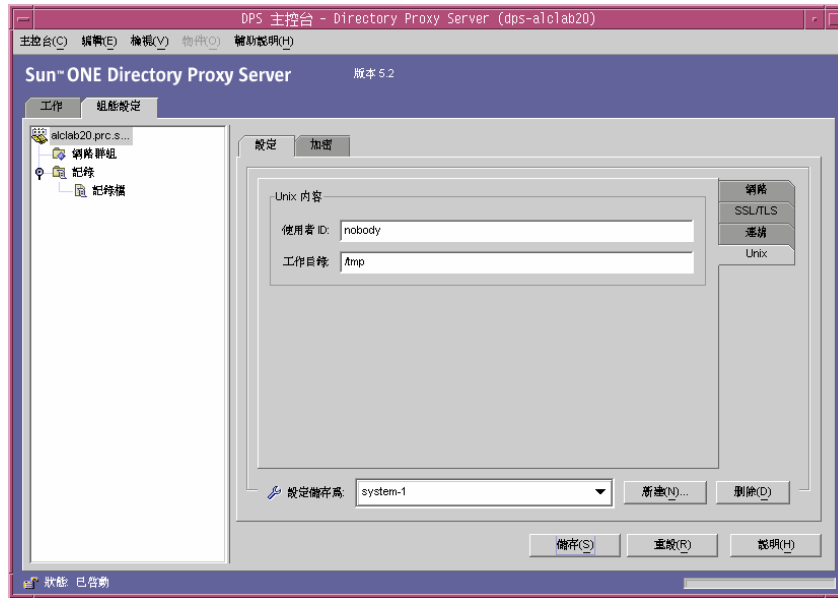 DPS 主控台 - Directory Proxy Server (dps-alclab20)
主控台(C) 編輯(E) 檢視(V) 物件(O) 輔助說明(H)
Sun™ ONE Directory Proxy Server 版本 5.2
工作 組態設定
alclab20.prc.s...
網路群組
記錄
記錄檔
設定 加密
Unix 內容
使用者 ID: nobody
工作目錄: /tmp
網路
SSL/TLS
連線
Unix
設定儲存為: system-1 新建(N)... 刪除(D)
儲存(S) 重設(R) 說明(H)
狀態: 已啓動